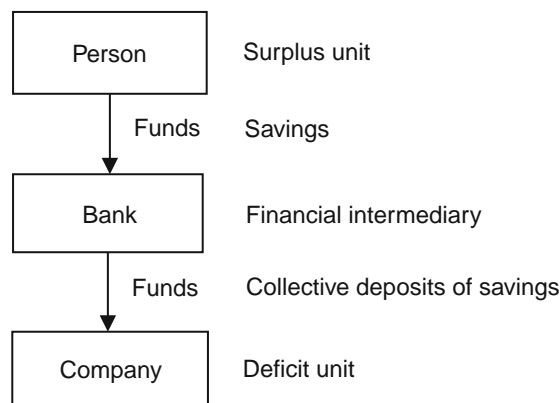 Person Surplus unit
Funds Savings
Bank Financial intermediary
Funds Collective deposits of savings
Company Deficit unit